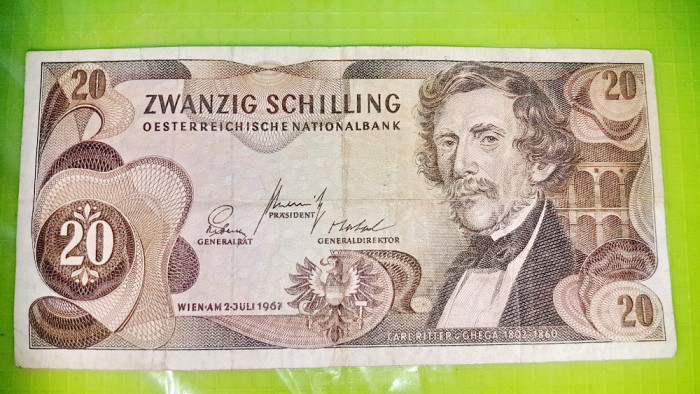 20
20
ZWANZIG SCHILLING
OESTERREICHISCHE NATIONALBANK
PRÄSIDENT
GENERALRAT
GENERALDIREKTOR
20
WIEN·AM 2·JULI 1967
20
CARL RITTER v. GHEGA 1802-1860